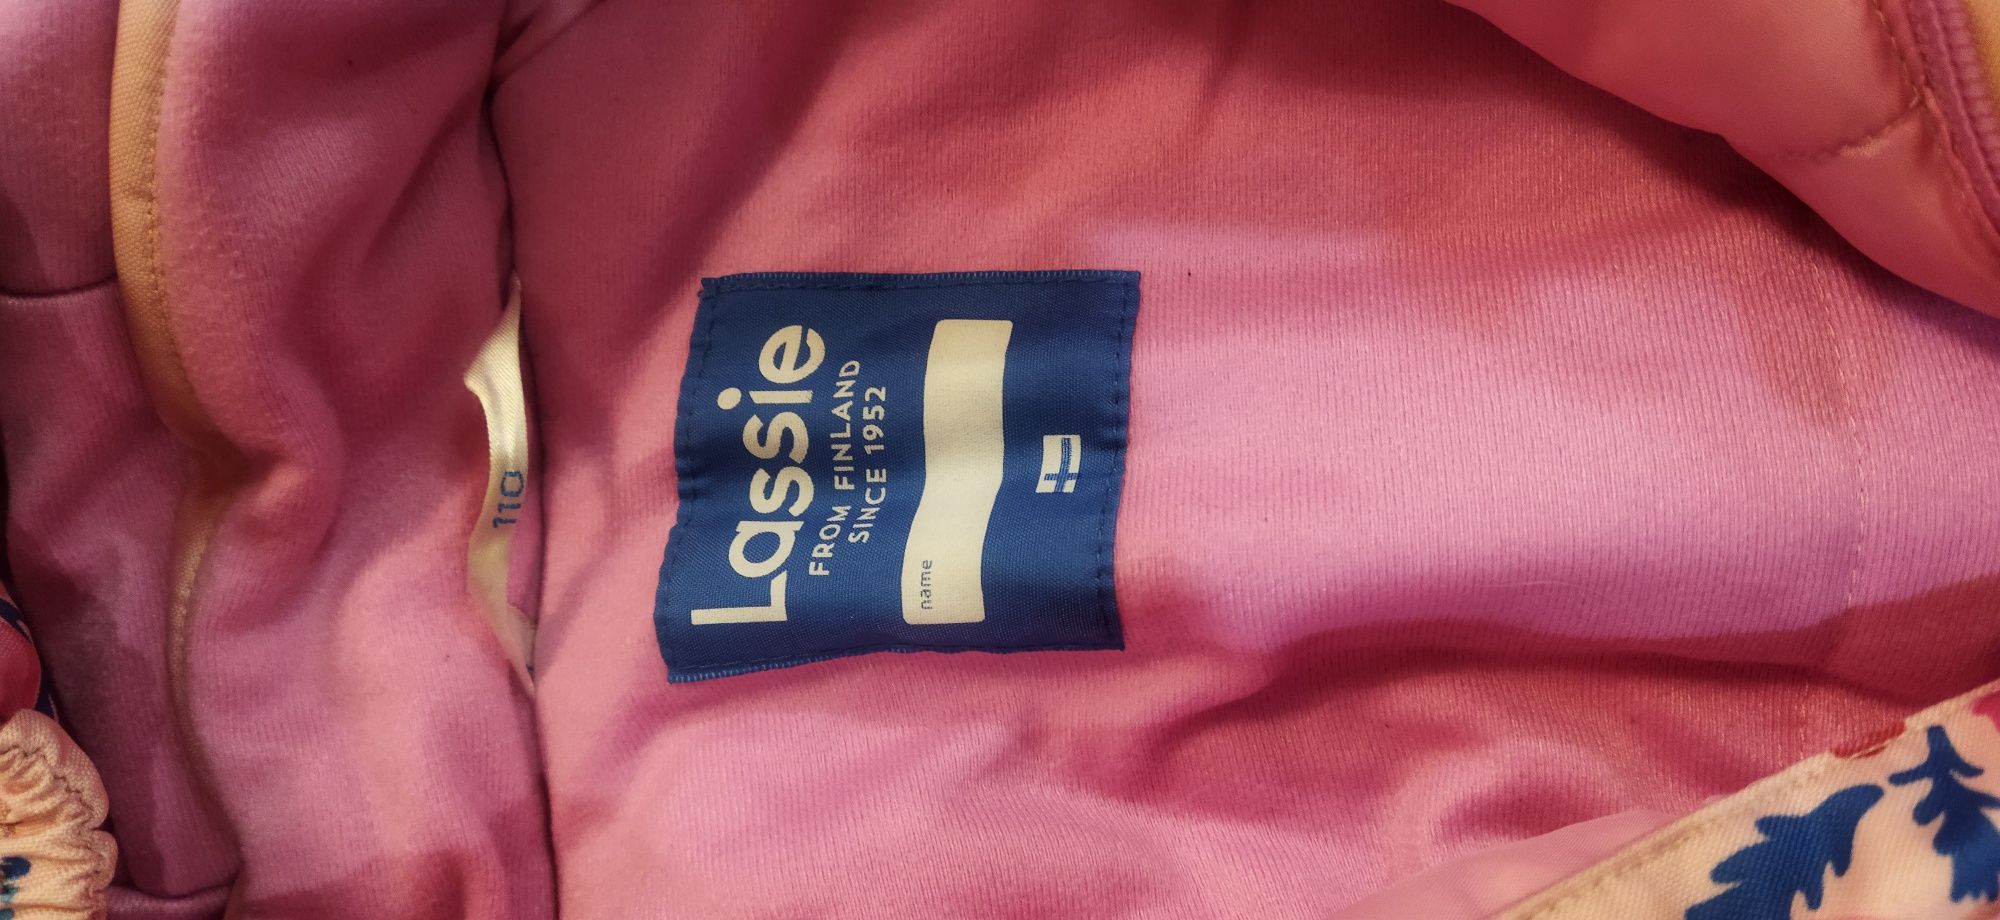 110
Lassie
FROM FINLAND
SINCE 1952
name